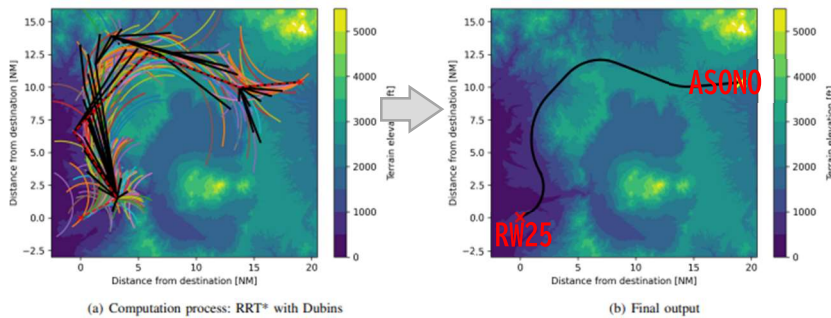 15.0
12.5
10.0
7.5
5.0
2.5
0.0
−2.5
Distance from destination [NM]
0 5 10 15 20
Distance from destination [NM]
5000
4000
3000
2000
1000
0
Terrain elevat
ft]
(a) Computation process: RRT* with Dubins
15.0
12.5
10.0
7.5
5.0
2.5
0.0
−2.5
Distance from destination [NM]
ASONO
RW25
0 5 10 15 20
Distance from destination [NM]
5000
4000
3000
2000
1000
0
Terrain elevation [ft]
(b) Final output